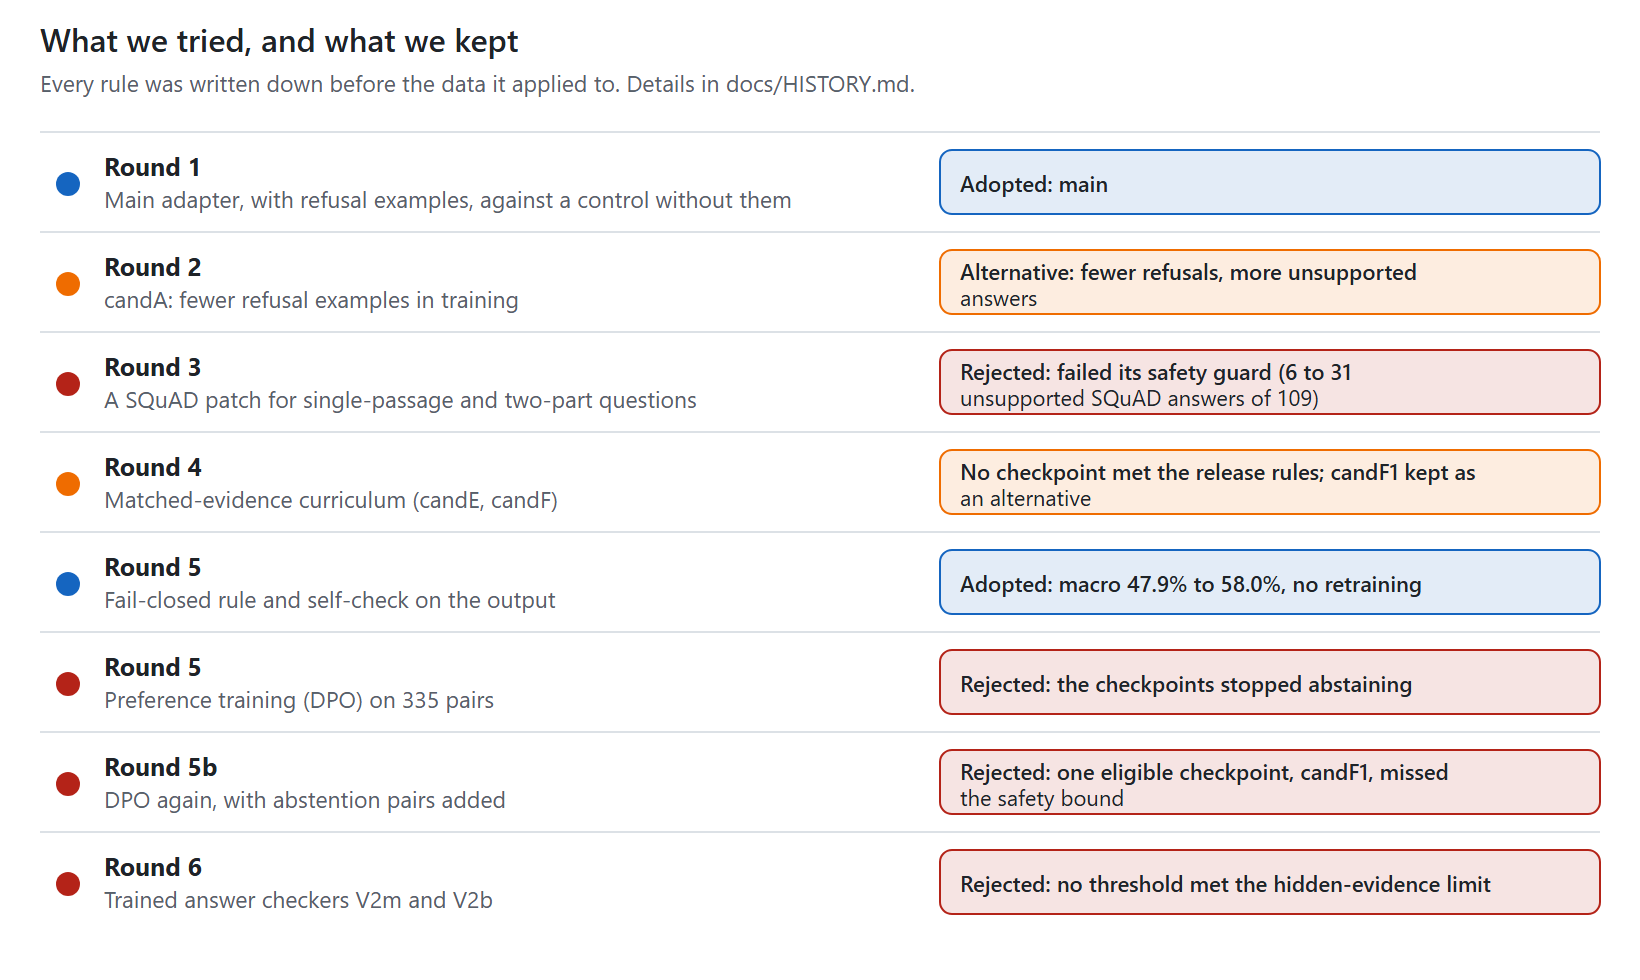 What we tried, and what we kept
Every rule was written down before the data it applied to. Details in docs/HISTORY.md.
Round 1
Main adapter, with refusal examples, against a control without them
Adopted: main
Round 2
candA: fewer refusal examples in training
Alternative: fewer refusals, more unsupported
answers
Round 3
A SQuAD patch for single-passage and two-part questions
Rejected: failed its safety guard (6 to 31
unsupported SQuAD answers of 109)
Round 4
Matched-evidence curriculum (candE, candF)
No checkpoint met the release rules; candF1 kept as
an alternative
Round 5
Fail-closed rule and self-check on the output
Adopted: macro 47.9% to 58.0%, no retraining
Round 5
Preference training (DPO) on 335 pairs
Rejected: the checkpoints stopped abstaining
Round 5b
DPO again, with abstention pairs added
Rejected: one eligible checkpoint, candF1, missed
the safety bound
Round 6
Trained answer checkers V2m and V2b
Rejected: no threshold met the hidden-evidence limit